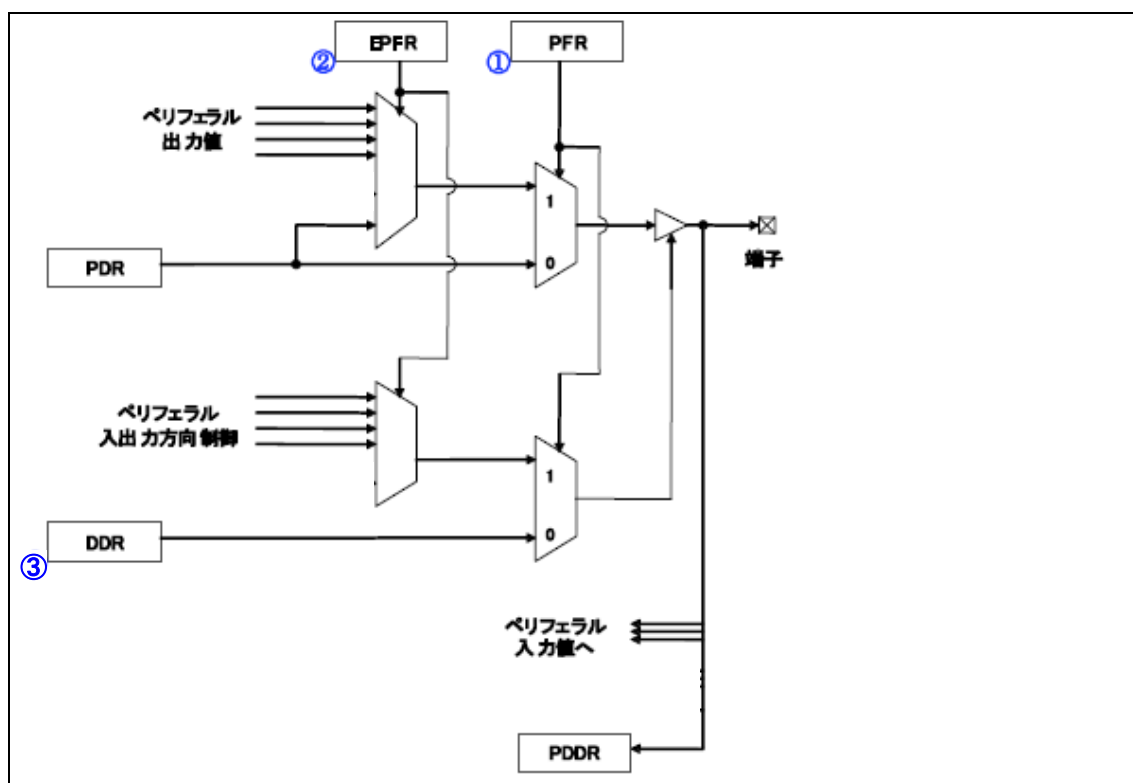 ② EPFR
① PFR
ペリフェラル
出力値
1
0
PDR
端子
ペリフェラル
入出力方向制御
1
0
③ DDR
ペリフェラル
入力値へ
PDDR